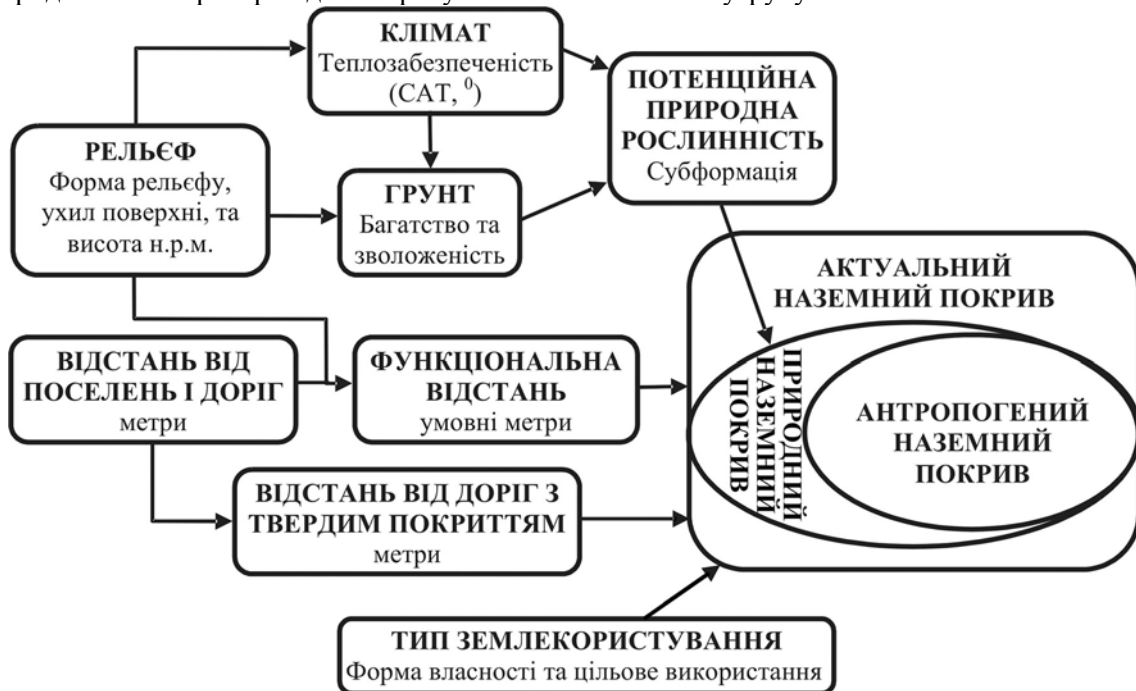 КЛІМАТ
Теплозабезпеченість
(САТ, ⁰)
ПОТЕНЦІЙНА
ПРИРОДНА
РОСЛИННІСТЬ
Субформація
РЕЛЬЄФ
Форма рельєфу,
ухил поверхні, та
висота н.р.м.
ГРУНТ
Багатство та
зволоженість
АКТУАЛЬНИЙ
НАЗЕМНИЙ ПОКРИВ
ВІДСТАНЬ ВІД
ПОСЕЛЕНЬ І ДОРІГ
метри
ФУНКЦІОНАЛЬНА
ВІДСТАНЬ
умовні метри
ПРИРОДНИЙ
НАЗЕМНИЙ
ПОКРИВ
АНТРОПОГЕНИЙ
НАЗЕМНИЙ
ПОКРИВ
ВІДСТАНЬ ВІД ДОРІГ З
ТВЕРДИМ ПОКРИТТЯМ
метри
ТИП ЗЕМЛЕКОРИСТУВАННЯ
Форма власності та цільове використання